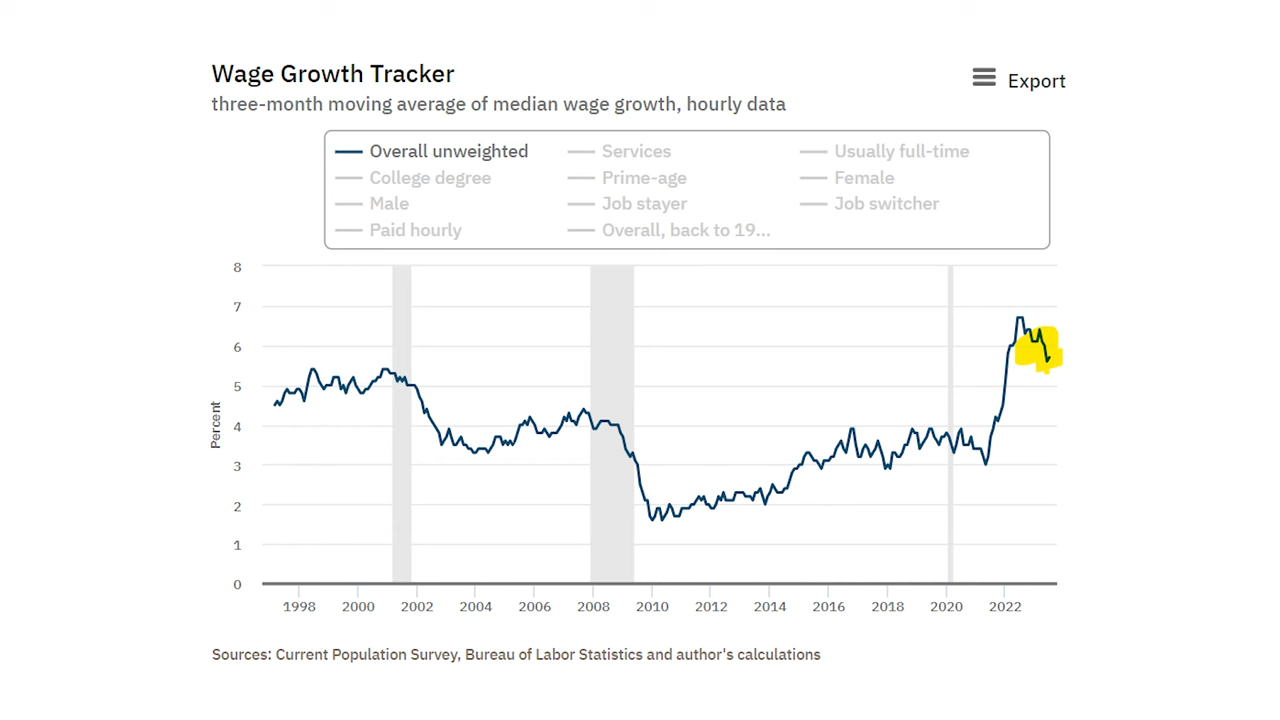 Wage Growth Tracker
Export
three-month moving average of median wage growth, hourly data
Overall unweighted Services Usually full-time
College degree Prime-age Female
Male Job stayer Job switcher
Paid hourly Overall, back to 19...
8
7
6
5
4
3
2
1
0
Percent
1998 2000 2002 2004 2006 2008 2010 2012 2014 2016 2018 2020 2022
Sources: Current Population Survey, Bureau of Labor Statistics and author's calculations